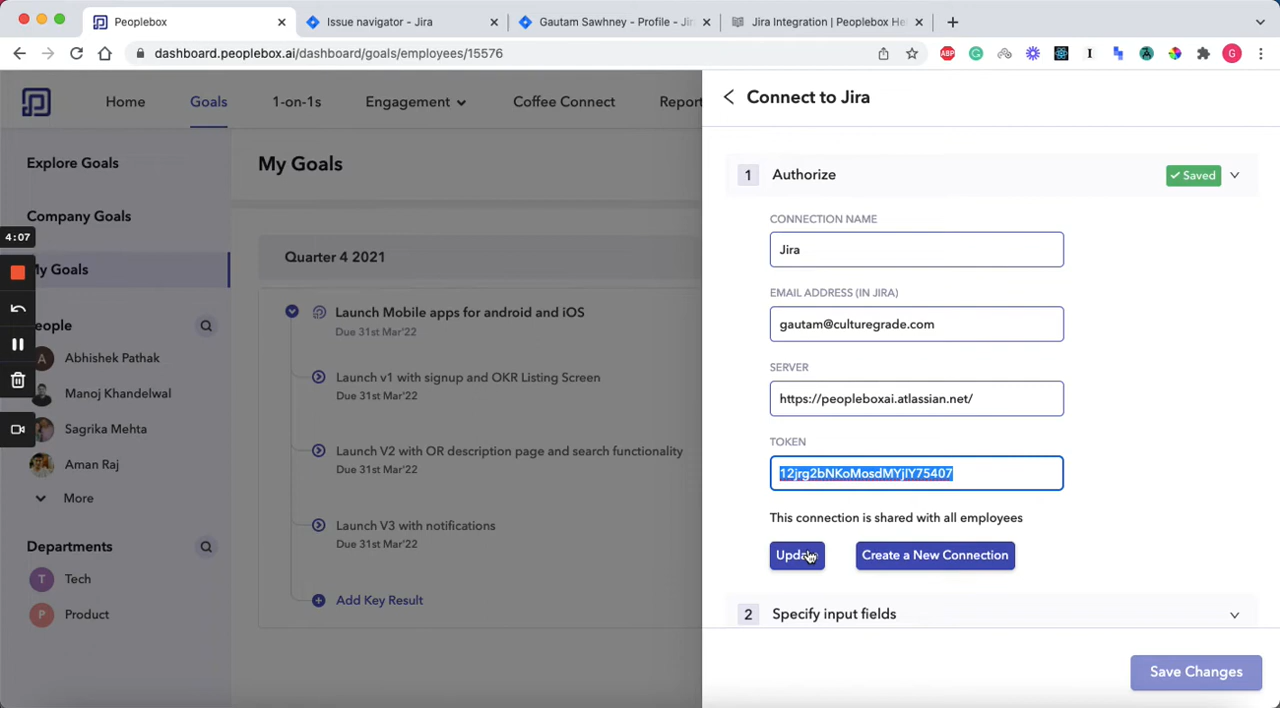 Peoplebox
Issue navigator - Jira
Gautam Sawhney - Profile - Jir
Jira Integration | Peoplebox He
dashboard.peoplebox.ai/dashboard/goals/employees/15576
ABP
G
Home
Goals
1-on-1s
Engagement
Coffee Connect
Report
Explore Goals
Company Goals
4:07
My Goals
People
A Abhishek Pathak
Manoj Khandelwal
Sagrika Mehta
Aman Raj
More
Departments
T Tech
P Product
My Goals
Quarter 4 2021
Launch Mobile apps for android and iOS
Due 31st Mar'22
Launch v1 with signup and OKR Listing Screen
Due 31st Mar'22
Launch V2 with OR description page and search functionality
Due 31st Mar'22
Launch V3 with notifications
Due 31st Mar'22
Add Key Result
Connect to Jira
1 Authorize
Saved
CONNECTION NAME
Jira
EMAIL ADDRESS (IN JIRA)
gautam@culturegrade.com
SERVER
https://peopleboxai.atlassian.net/
TOKEN
12jrg2bNKoMosdMYjlY75407
This connection is shared with all employees
Update
Create a New Connection
2 Specify input fields
Save Changes